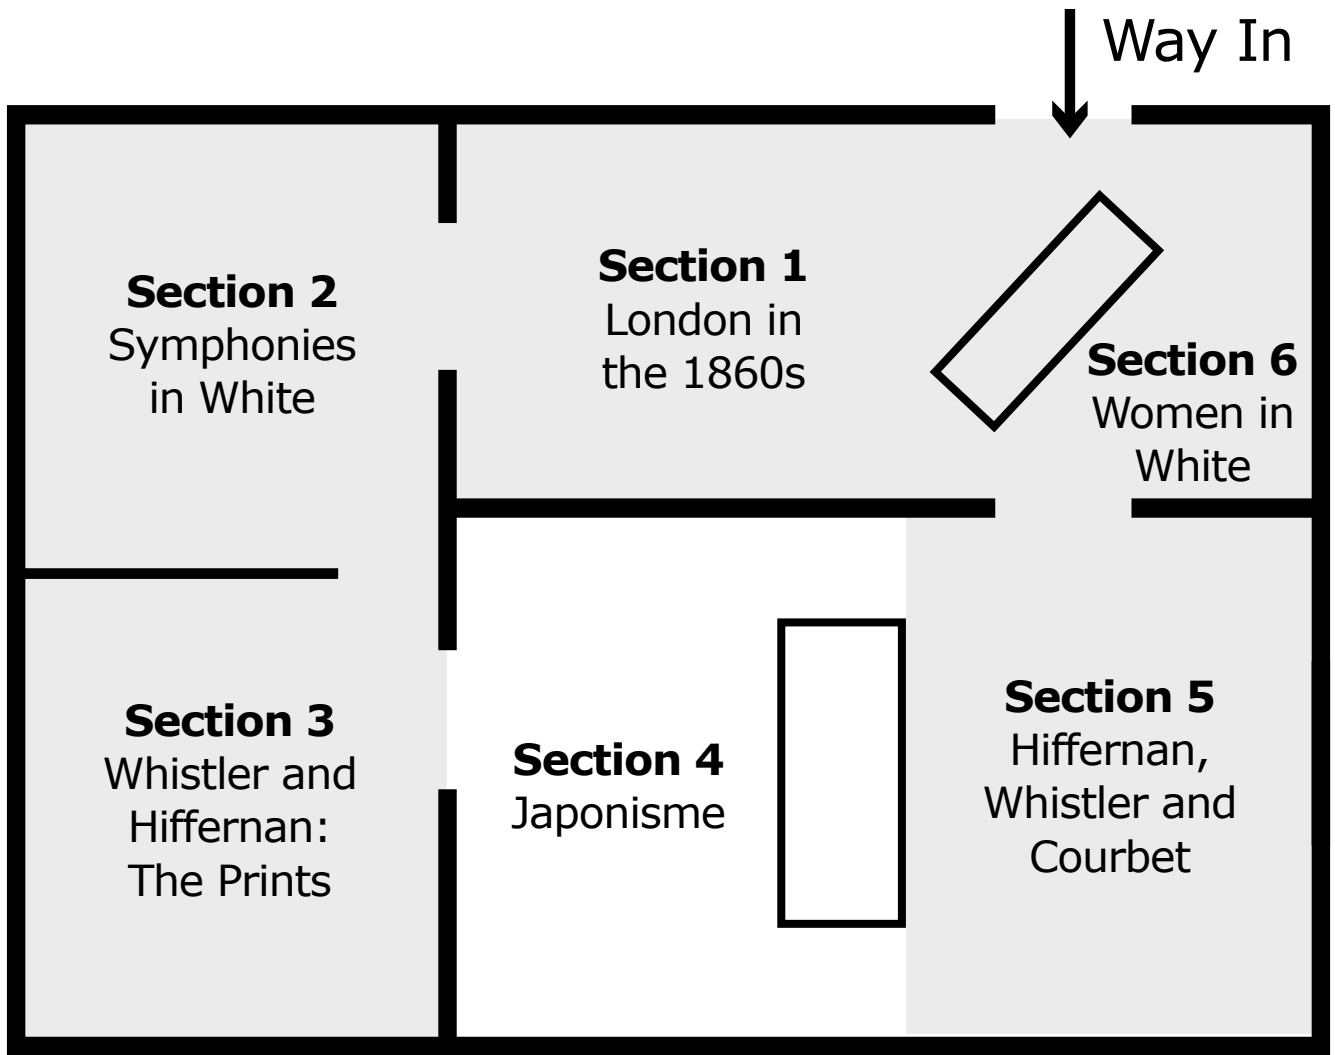 Way In
Section 1
London in
the 1860s
Section 2
Symphonies
in White
Section 6
Women in
White
Section 3
Whistler and
Hiffernan:
The Prints
Section 4
Japonisme
Section 5
Hiffernan,
Whistler and
Courbet